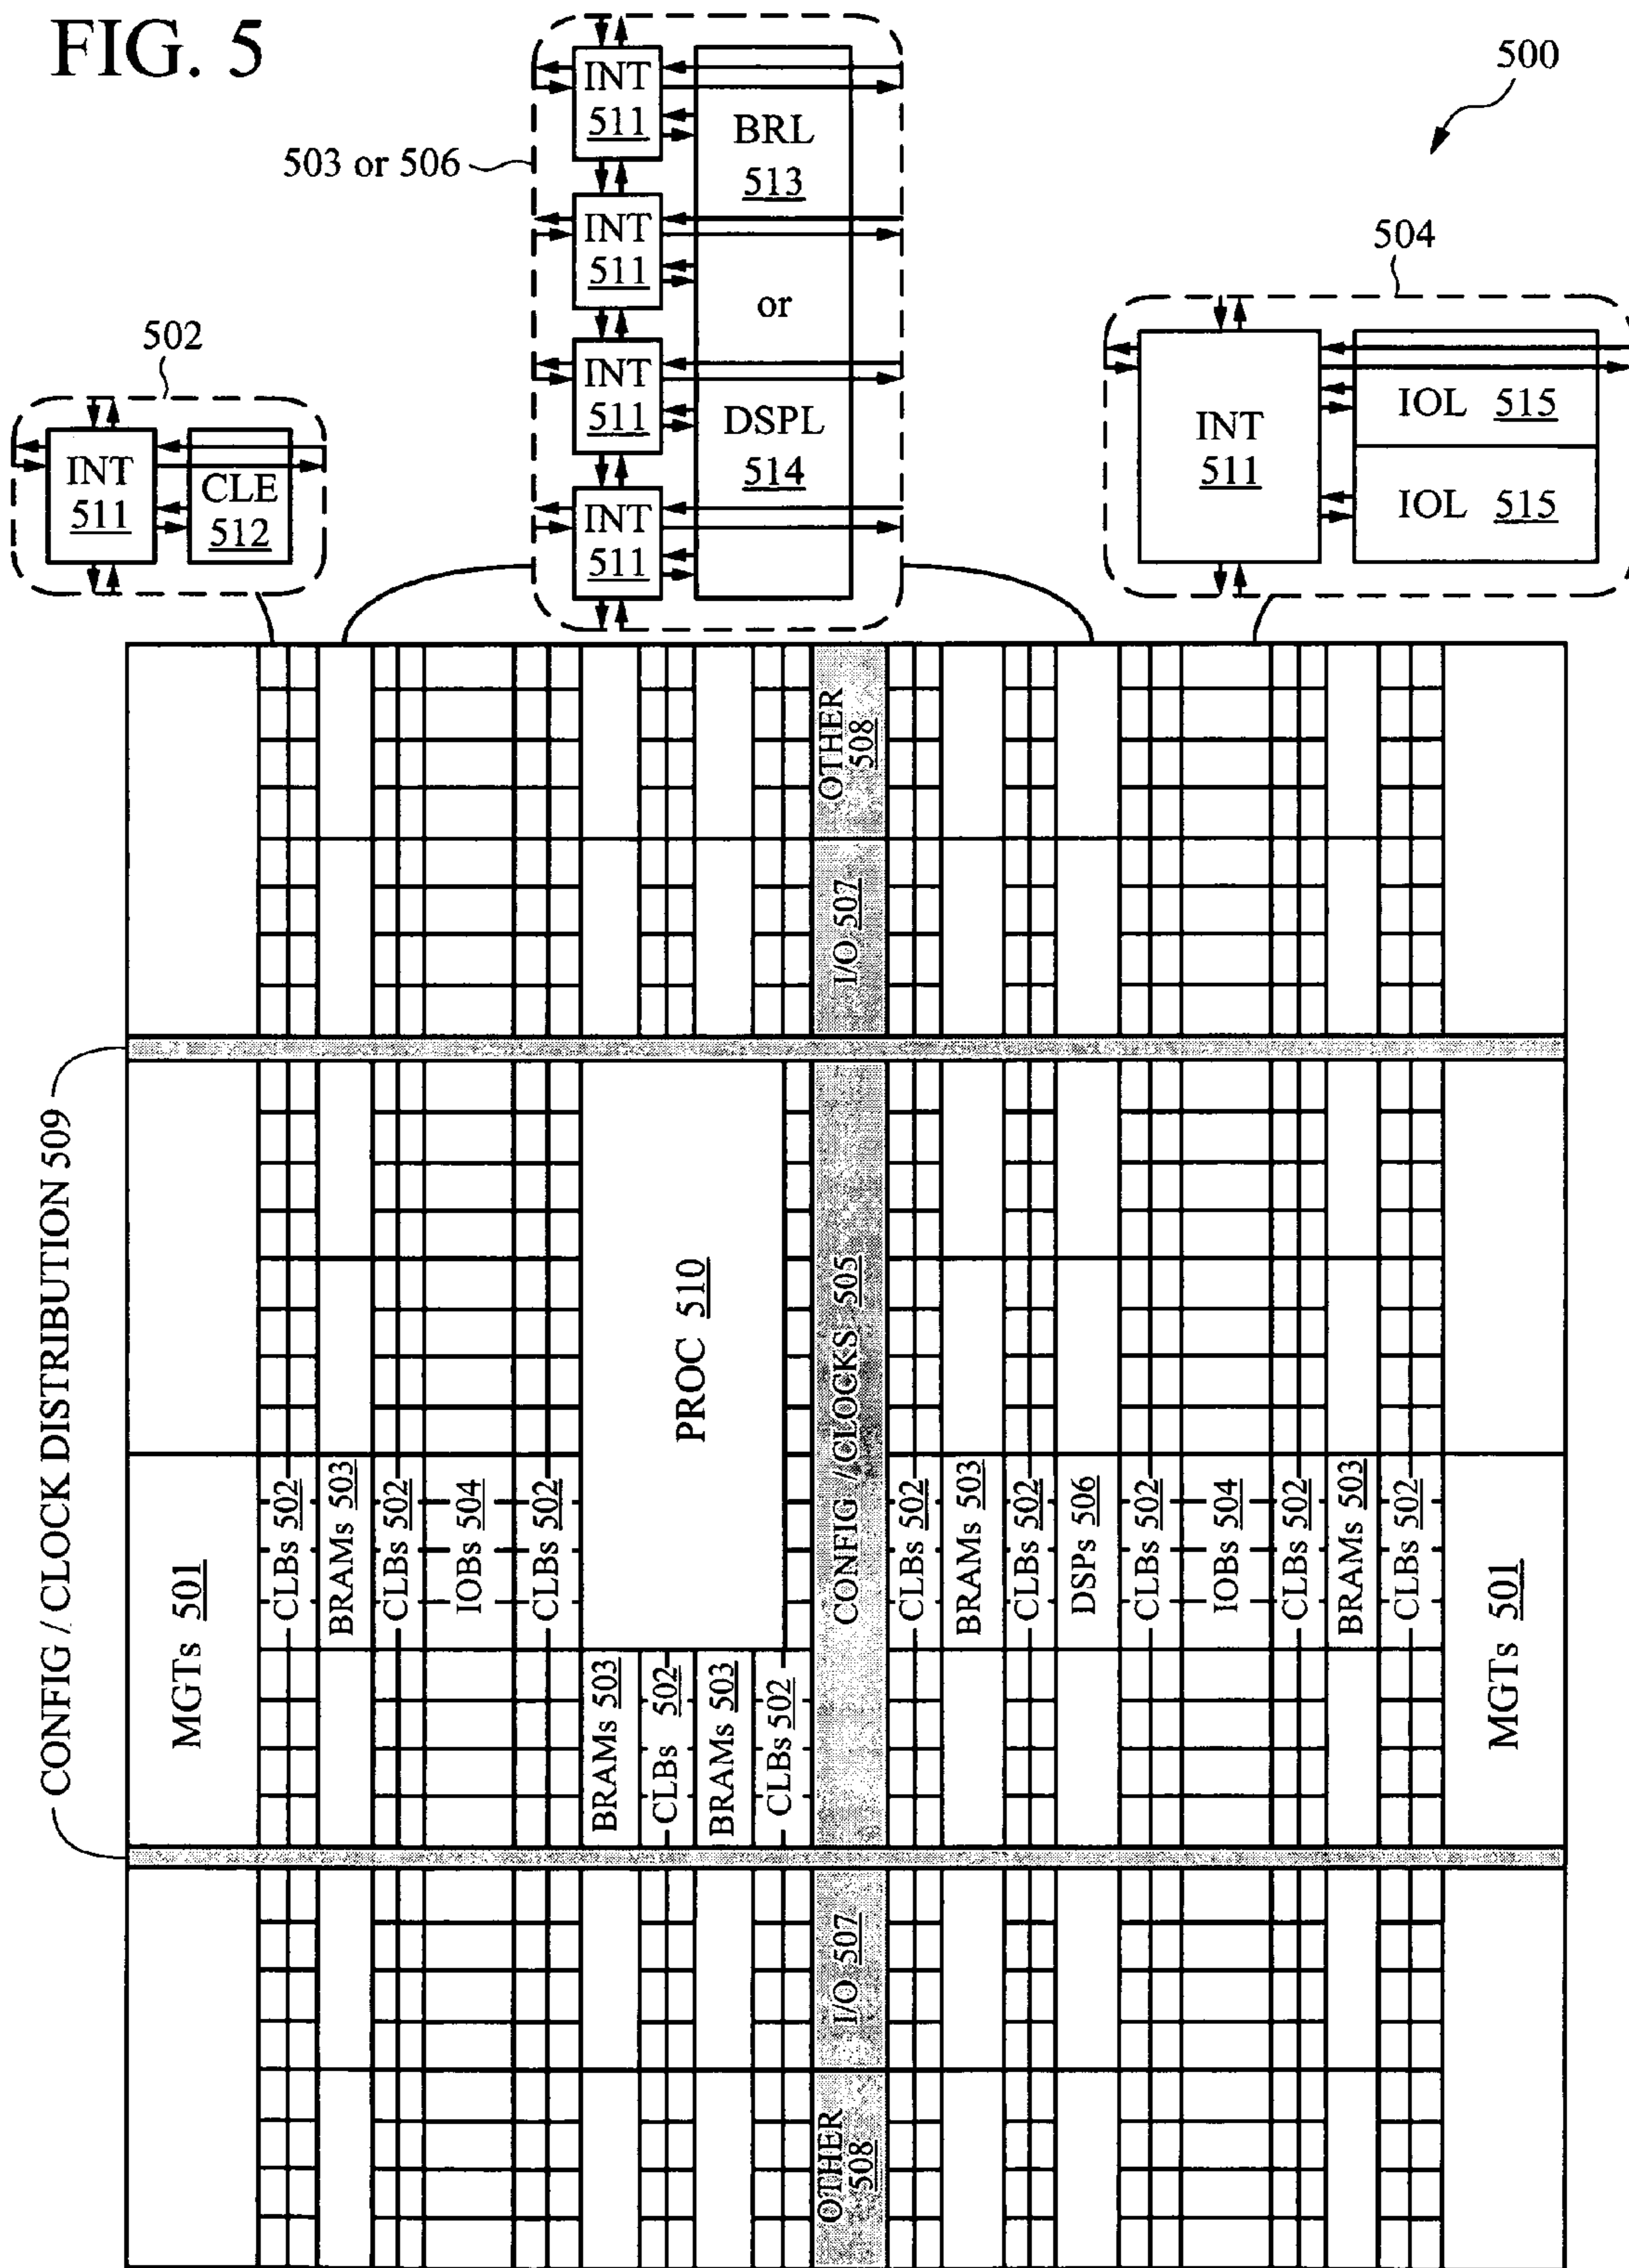 FIG. 5
500
503 or 506
INT
511
INT
511
INT
511
INT
511
BRL
513
or
DSPL
514
504
INT
511
IOL 515
IOL 515
502
INT
511
CLE
512
OTHER
508
I/O 507
CONFIG / CLOCK DISTRIBUTION 509
PROC 510
CONFIG / CLOCKS 505
MGTs 501
CLBs 502
BRAMs 503
CLBs 502
IOBs 504
CLBs 502
BRAMs 503
CLBs 502
BRAMs 503
CLBs 502
CLBs 502
BRAMs 503
CLBs 502
DSPs 506
CLBs 502
IOBs 504
CLBs 502
BRAMs 503
CLBs 502
MGTs 501
I/O 507
OTHER
508